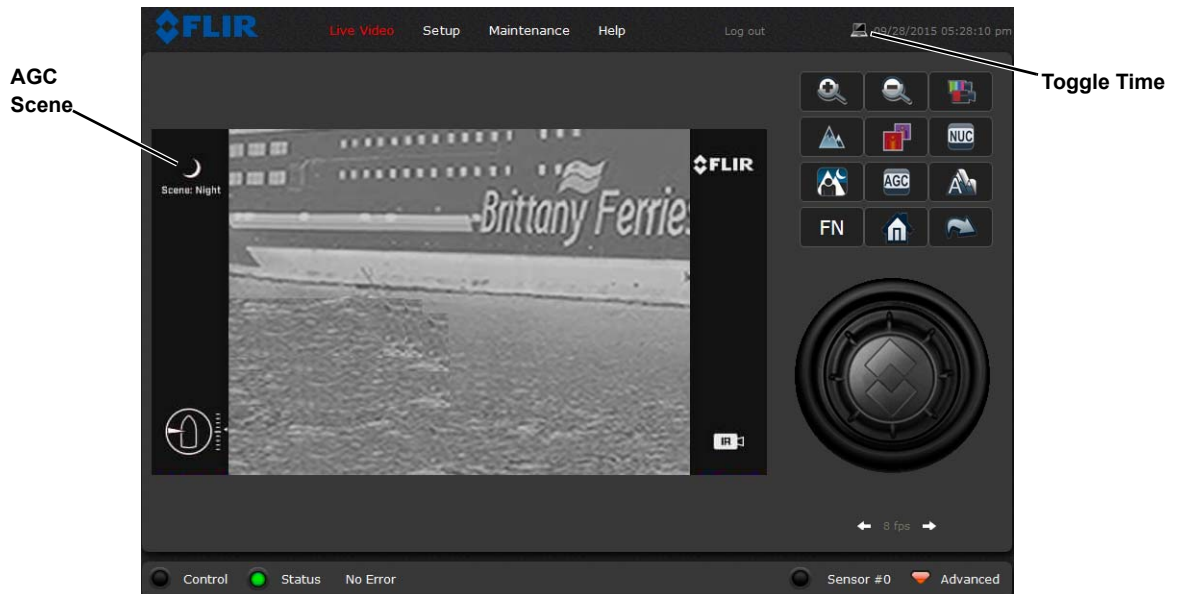 FLIR
Live Video Setup Maintenance Help Log out 09/28/2015 05:28:10 pm
AGC
Scene
Toggle Time
Scene: Night
FLIR
Brittany Ferrie
IR
NUC
AGC
A
FN
8 fps
Control Status No Error Sensor #0 Advanced